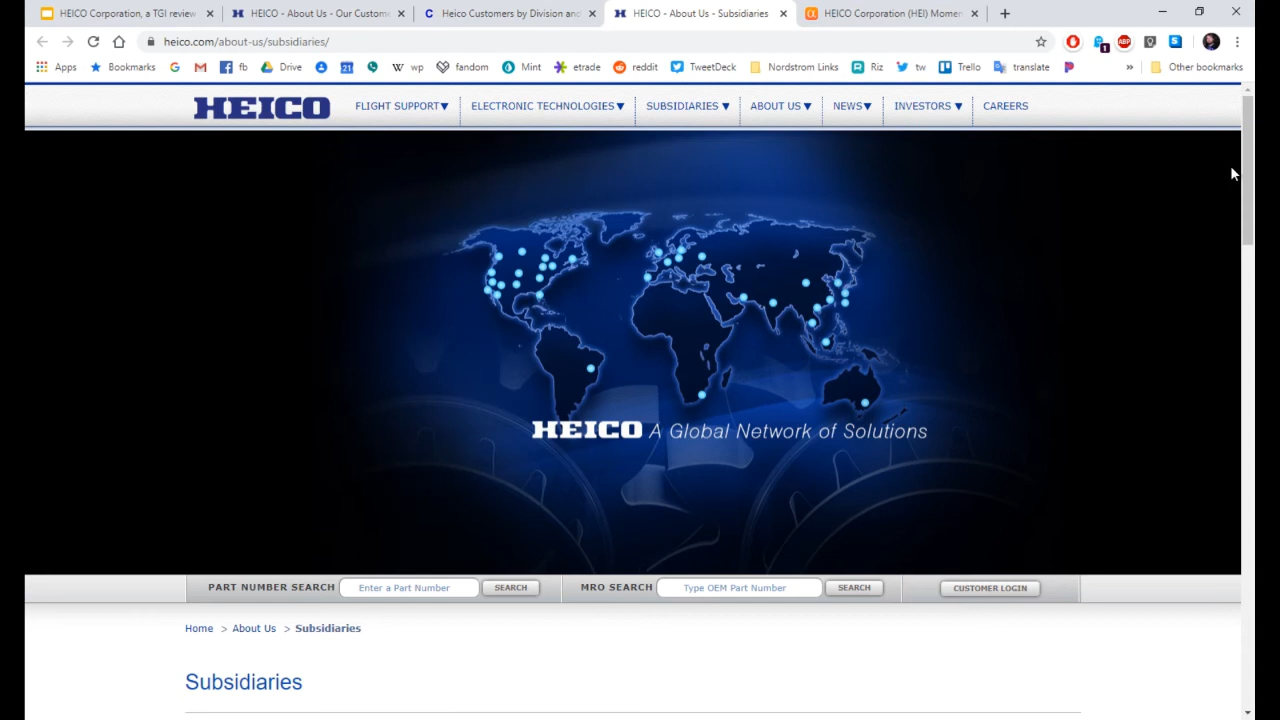 HEICO Corporation, a TGI review
HEICO - About Us - Our Custome
Heico Customers by Division and
HEICO - About Us - Subsidiaries
HEICO Corporation (HEI) Momen
heico.com/about-us/subsidiaries/
1
ABP
Apps
Bookmarks
G
M
fb
Drive
21
W wp
fandom
Mint
etrade
reddit
TweetDeck
Nordstrom Links
Riz
tw
Trello
translate
»
Other bookmarks
HEICO
FLIGHT SUPPORT▼
ELECTRONIC TECHNOLOGIES▼
SUBSIDIARIES ▼
ABOUT US ▼
NEWS▼
INVESTORS ▼
CAREERS
HEICO A Global Network of Solutions
PART NUMBER SEARCH
Enter a Part Number
SEARCH
MRO SEARCH
Type OEM Part Number
SEARCH
CUSTOMER LOGIN
Home > About Us > Subsidiaries
Subsidiaries